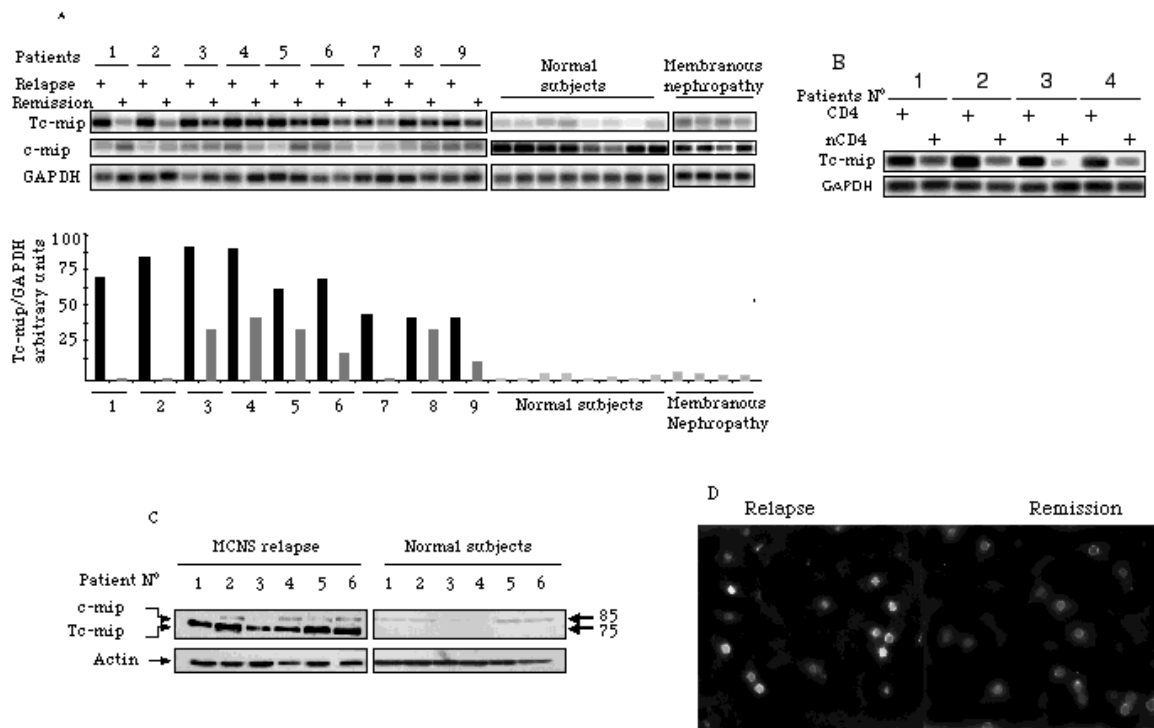 A
Patients 1 2 3 4 5 6 7 8 9
Normal subjects
Membranous nephropathy
Relapse + + + + + + + + +
Remission + + + + + + + + +
Tc-mip
c-mip
GAPDH
B
1 2 3 4
Patients Nº
CD4 + + + +
nCD4 + + + +
Tc-mip
GAPDH
Tc-mip/GAPDH
arbitrary units
100
75
50
25
1 2 3 4 5 6 7 8 9 Normal subjects Membranous
Nephropathy
C
MCNS relapse Normal subjects
Patient Nº 1 2 3 4 5 6 1 2 3 4 5 6
c-mip 85
Tc-mip 75
Actin
D
Relapse Remission